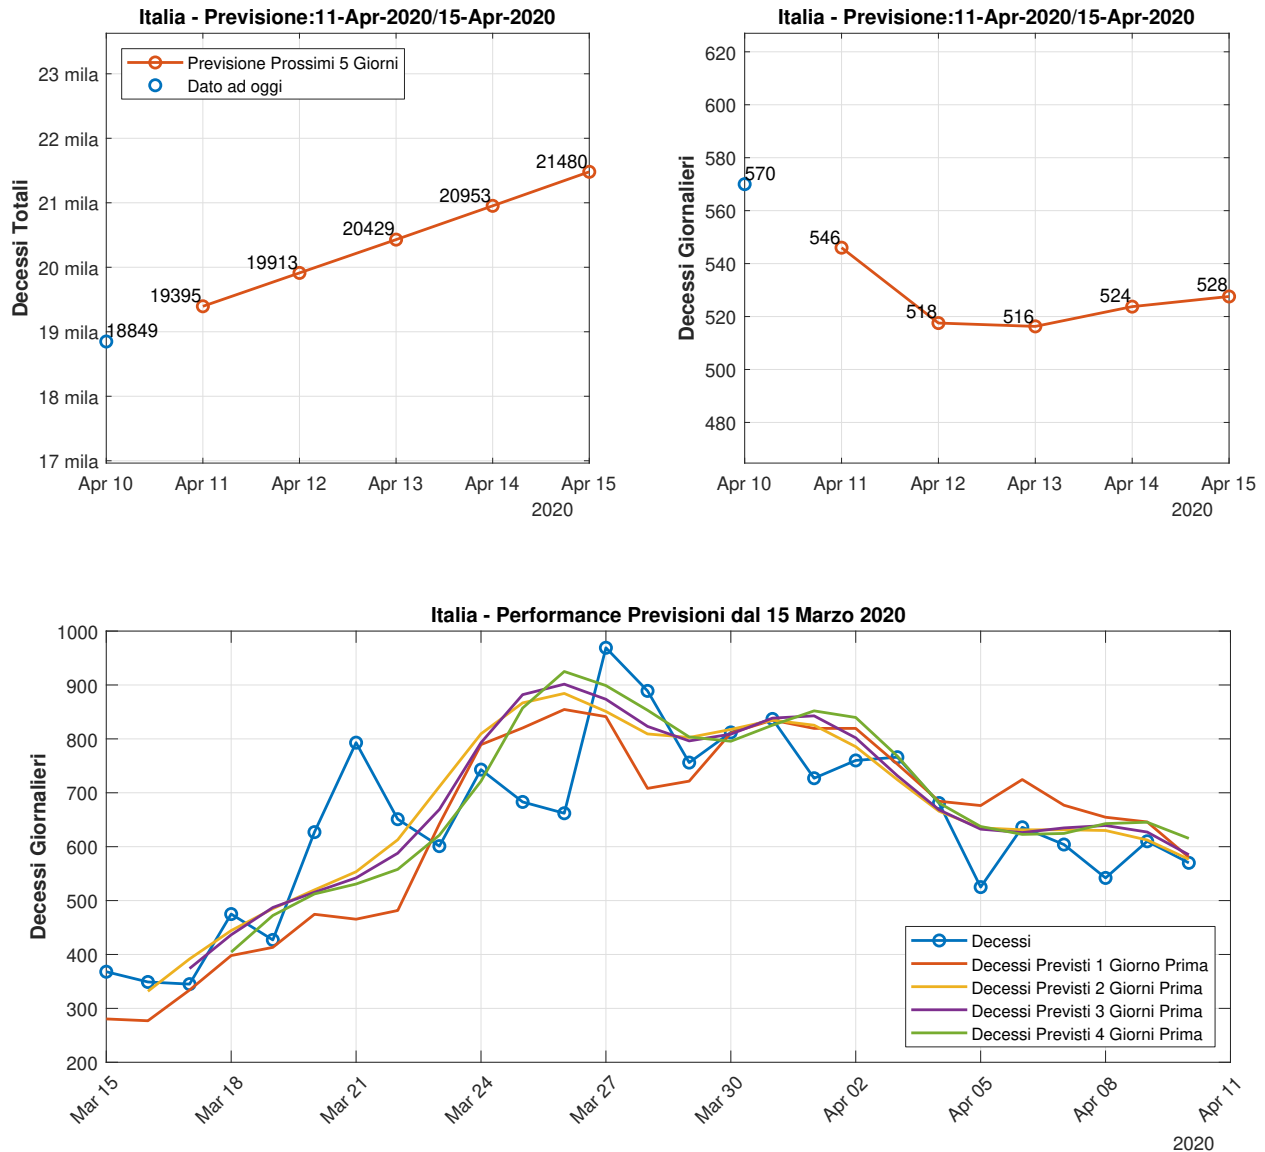 Italia - Previsione:11-Apr-2020/15-Apr-2020
Decessi Totali
23 mila
22 mila
21 mila
20 mila
19 mila
18 mila
17 mila
Previsione Prossimi 5 Giorni
Dato ad oggi
18849
19395
19913
20429
20953
21480
Apr 10
Apr 11
Apr 12
Apr 13
Apr 14
Apr 15
2020
Italia - Previsione:11-Apr-2020/15-Apr-2020
Decessi Giornalieri
620
600
580
560
540
520
500
480
570
546
518
516
524
528
Apr 10
Apr 11
Apr 12
Apr 13
Apr 14
Apr 15
2020
Italia - Performance Previsioni dal 15 Marzo 2020
Decessi Giornalieri
1000
900
800
700
600
500
400
300
200
Decessi
Decessi Previsti 1 Giorno Prima
Decessi Previsti 2 Giorni Prima
Decessi Previsti 3 Giorni Prima
Decessi Previsti 4 Giorni Prima
Mar 15
Mar 18
Mar 21
Mar 24
Mar 27
Mar 30
Apr 02
Apr 05
Apr 08
Apr 11
2020